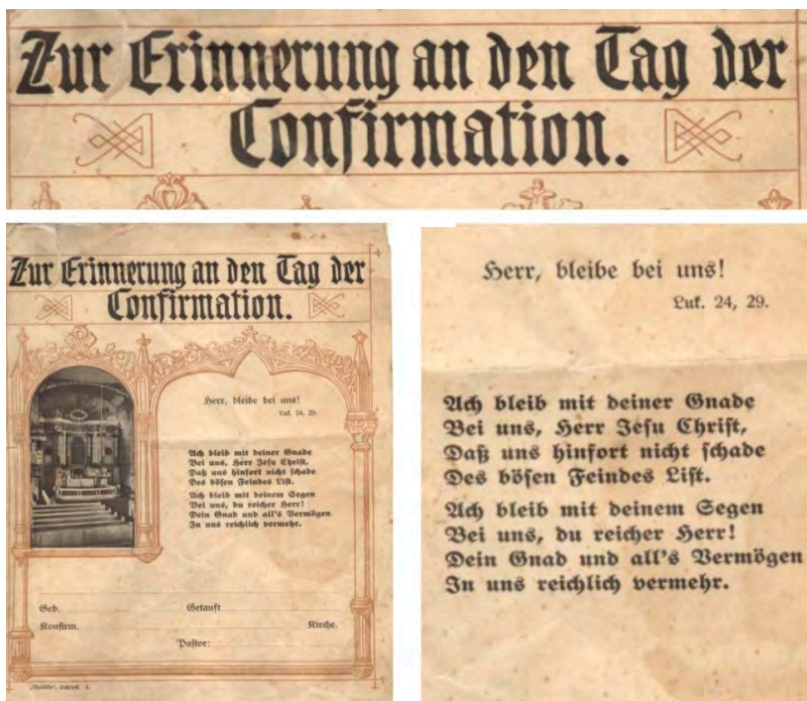 Zur Erinnerung an den Tag der
Confirmation.
Zur Erinnerung an den Tag der
Confirmation.
Herr, bleibe bei uns!
Luk. 24, 29.
Ach bleib mit deiner Gnade
Bei uns, Herr Jesu Christ,
Daß uns hinfort nicht schade
Des bösen Feindes List.
Ach bleib mit deinem Segen
Bei uns, du reicher Herr!
Dein Gnad und all's Vermögen
In uns reichlich vermehr.
Geb.
Getauft
Konfirm.
Kirche.
Pastor:
Herr, bleibe bei uns!
Luk. 24, 29.
Ach bleib mit deiner Gnade
Bei uns, Herr Jesu Christ,
Daß uns hinfort nicht schade
Des bösen Feindes List.
Ach bleib mit deinem Segen
Bei uns, du reicher Herr!
Dein Gnad und all's Vermögen
In uns reichlich vermehr.